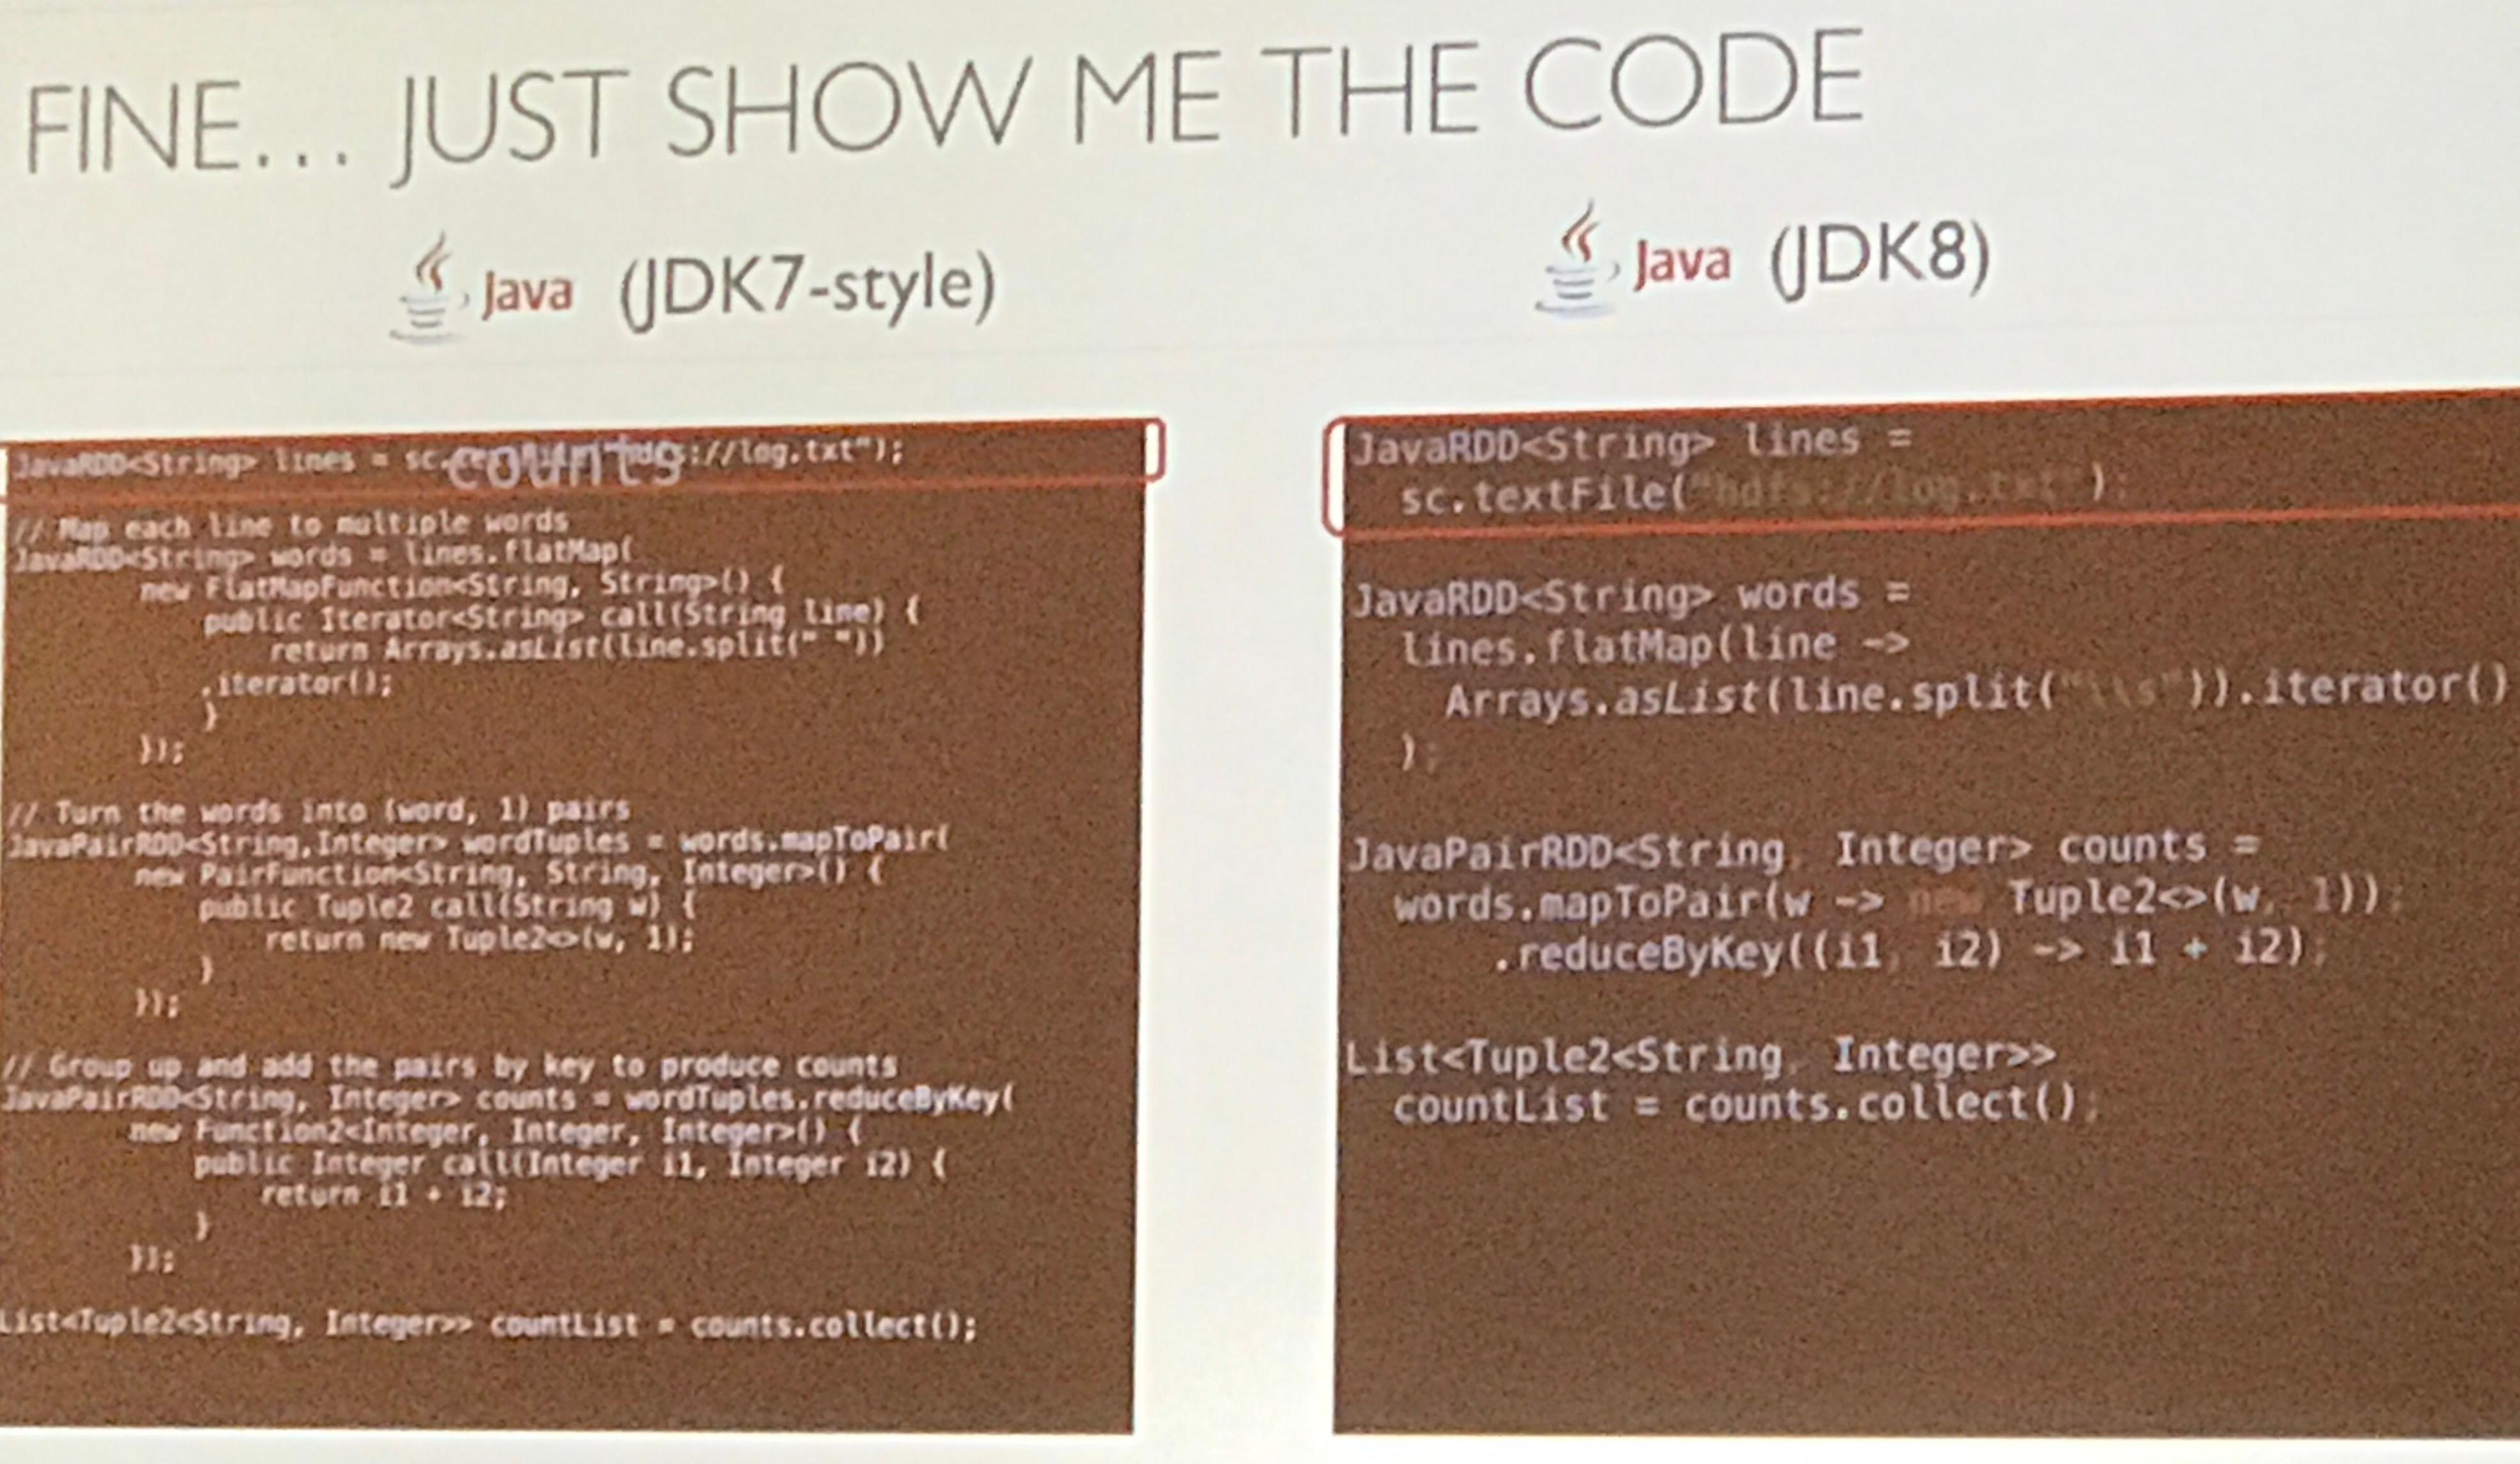 FINE... JUST SHOW ME THE CODE
Java (JDK7-style)
JavaRDD<String> lines = sc. counts s://log.txt");
// Map each line to multiple words
JavaRDD<String> words = lines.flatMap(
new FlatMapFunction<String, String>() {
public Iterator<String> call(String line) {
return Arrays.asList(line.split(" "))
.iterator();
}
});
// Turn the words into (word, 1) pairs
JavaPairRDD<String,Integer> wordTuples = words.mapToPair(
new PairFunction<String, String, Integer>() {
public Tuple2 call(String w) {
return new Tuple2<>(w, 1);
}
});
// Group up and add the pairs by key to produce counts
JavaPairRDD<String, Integer> counts = wordTuples.reduceByKey(
new Function2<Integer, Integer, Integer>() {
public Integer call(Integer i1, Integer i2) {
return i1 + i2;
}
});
List<Tuple2<String, Integer>> countList = counts.collect();
Java (JDK8)
JavaRDD<String> lines =
sc.textFile("hdfs://log.txt");
JavaRDD<String> words =
lines.flatMap(line ->
Arrays.asList(line.split("\\s")).iterator()
);
JavaPairRDD<String, Integer> counts =
words.mapToPair(w -> new Tuple2<>(w, 1));
.reduceByKey((i1, i2) -> i1 + i2);
List<Tuple2<String, Integer>>
countList = counts.collect();